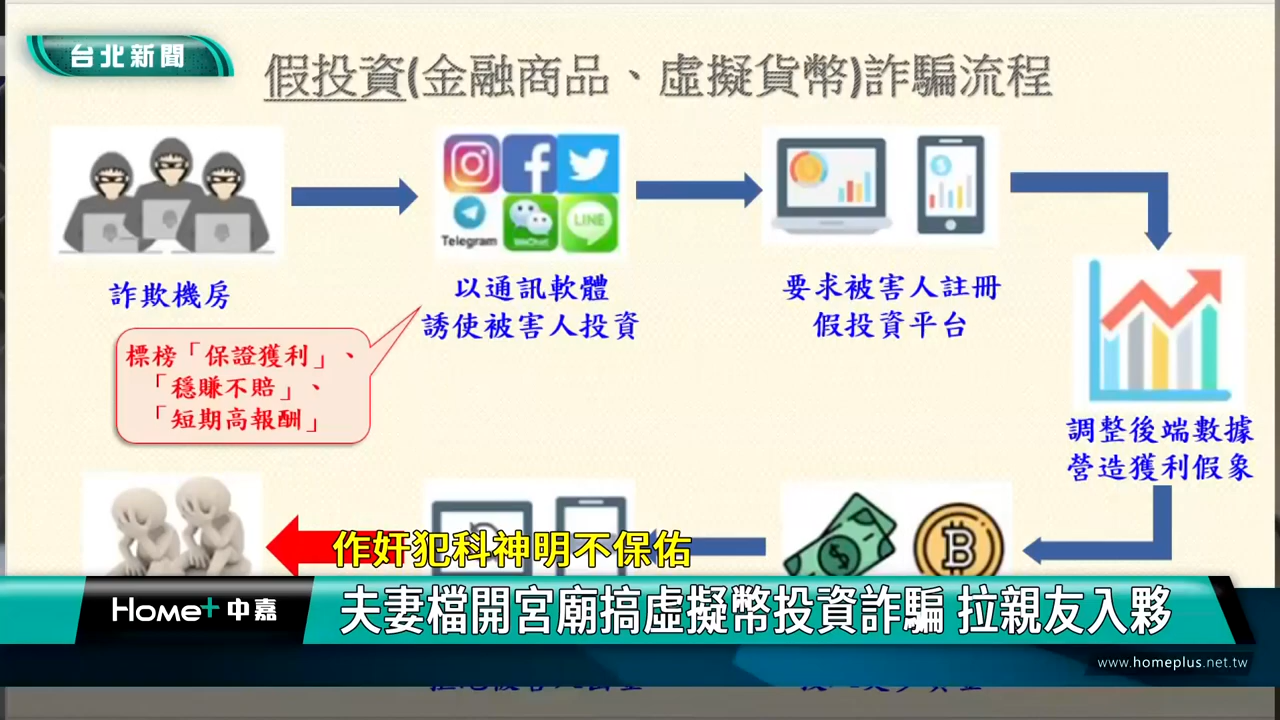 台北新聞
假投資(金融商品、虛擬貨幣)詐騙流程
Telegram
WeChat
LINE
詐欺機房
以通訊軟體
誘使被害人投資
要求被害人註冊
假投資平台
標榜「保證獲利」、
「穩賺不賠」、
「短期高報酬」
調整後端數據
營造獲利假象
作奸犯科神明不保佑
Home+中嘉
夫妻檔開宮廟搞虛擬幣投資詐騙 拉親友入夥
www.homeplus.net.tw